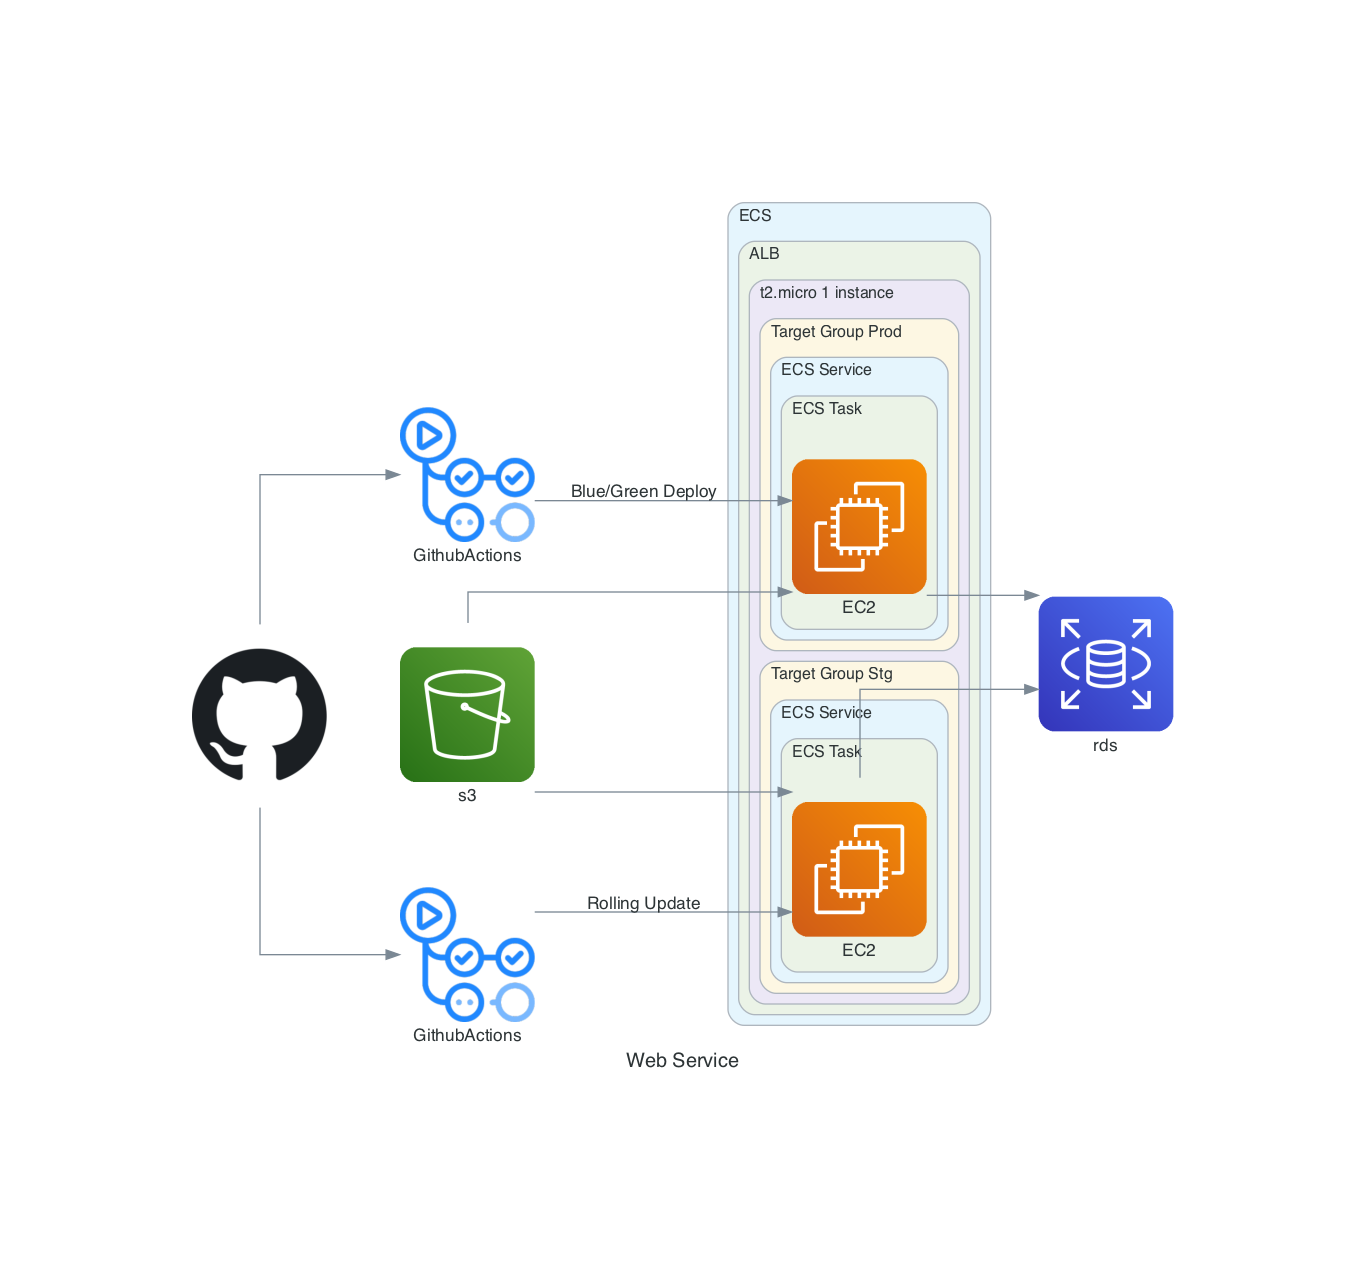 ECS
ALB
t2.micro 1 instance
Target Group Prod
ECS Service
ECS Task
GithubActions
Blue/Green Deploy
EC2
Target Group Stg
ECS Service
ECS Task
rds
s3
Rolling Update
EC2
GithubActions
Web Service